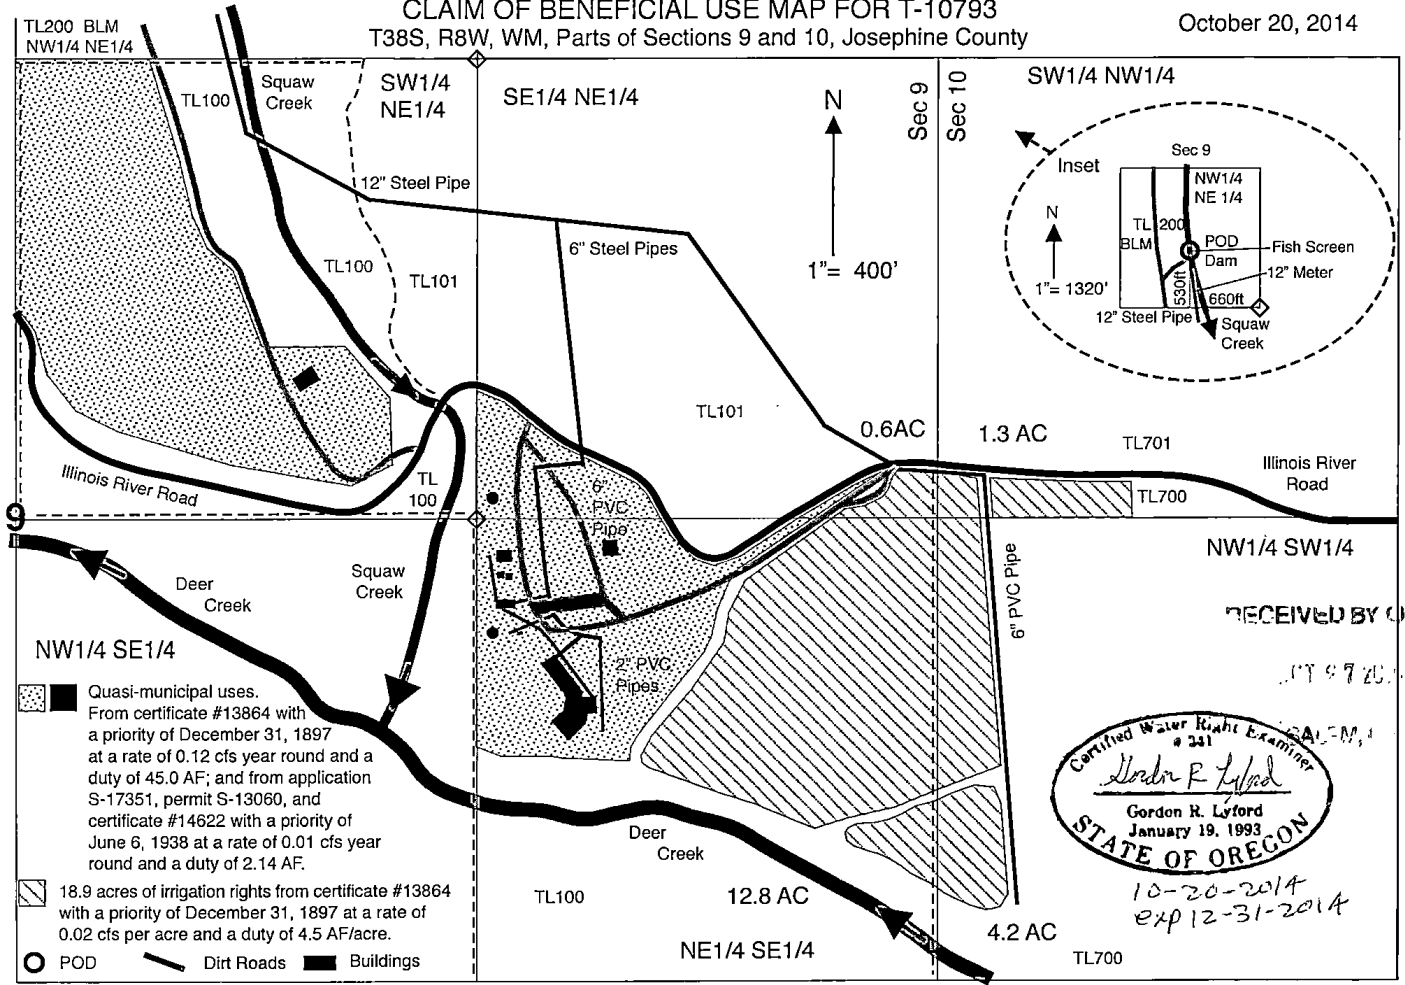 CLAIM OF BENEFICIAL USE MAP FOR T-10793
T38S, R8W, WM, Parts of Sections 9 and 10, Josephine County
October 20, 2014
TL200 BLM
NW1/4 NE1/4
TL100
Squaw
Creek
SW1/4
NE1/4
SE1/4 NE1/4
N
1"= 400'
Sec 9
Sec 10
SW1/4 NW1/4
Inset
Sec 9
NW1/4
NE 1/4
TL 200
BLM
N
1"= 1320'
POD
Dam
Fish Screen
12" Meter
530ft
660ft
12" Steel Pipe
Squaw
Creek
12" Steel Pipe
6" Steel Pipes
TL100
TL101
TL101
0.6AC
1.3 AC
TL701
Illinois River
Road
TL700
Illinois River Road
TL
100
6"
PVC
Pipe
9
NW1/4 SW1/4
6" PVC Pipe
Deer
Creek
Squaw
Creek
RECEIVED BY
NW1/4 SE1/4
2" PVC
Pipes
Quasi-municipal uses.
From certificate #13864 with
a priority of December 31, 1897
at a rate of 0.12 cfs year round and a
duty of 45.0 AF; and from application
S-17351, permit S-13060, and
certificate #14622 with a priority of
June 6, 1938 at a rate of 0.01 cfs year
round and a duty of 2.14 AF.
18.9 acres of irrigation rights from certificate #13864
with a priority of December 31, 1897 at a rate of
0.02 cfs per acre and a duty of 4.5 AF/acre.
POD
Dirt Roads
Buildings
Deer
Creek
TL100
12.8 AC
NE1/4 SE1/4
4.2 AC
TL700
Certified Water Right Examiner
# 241
Gordon R Lyford
Gordon R. Lyford
January 19, 1993
STATE OF OREGON
10-20-2014
exp 12-31-2014